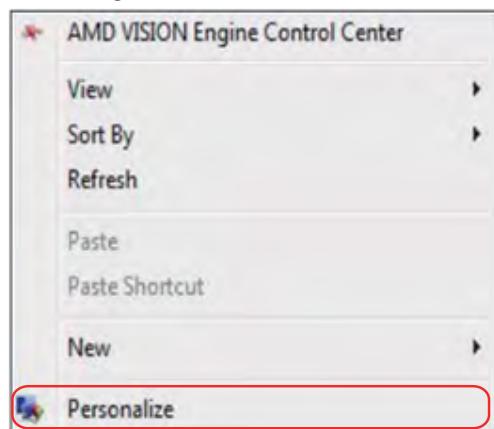 AMD VISION Engine Control Center
View
Sort By
Refresh
Paste
Paste Shortcut
New
Personalize